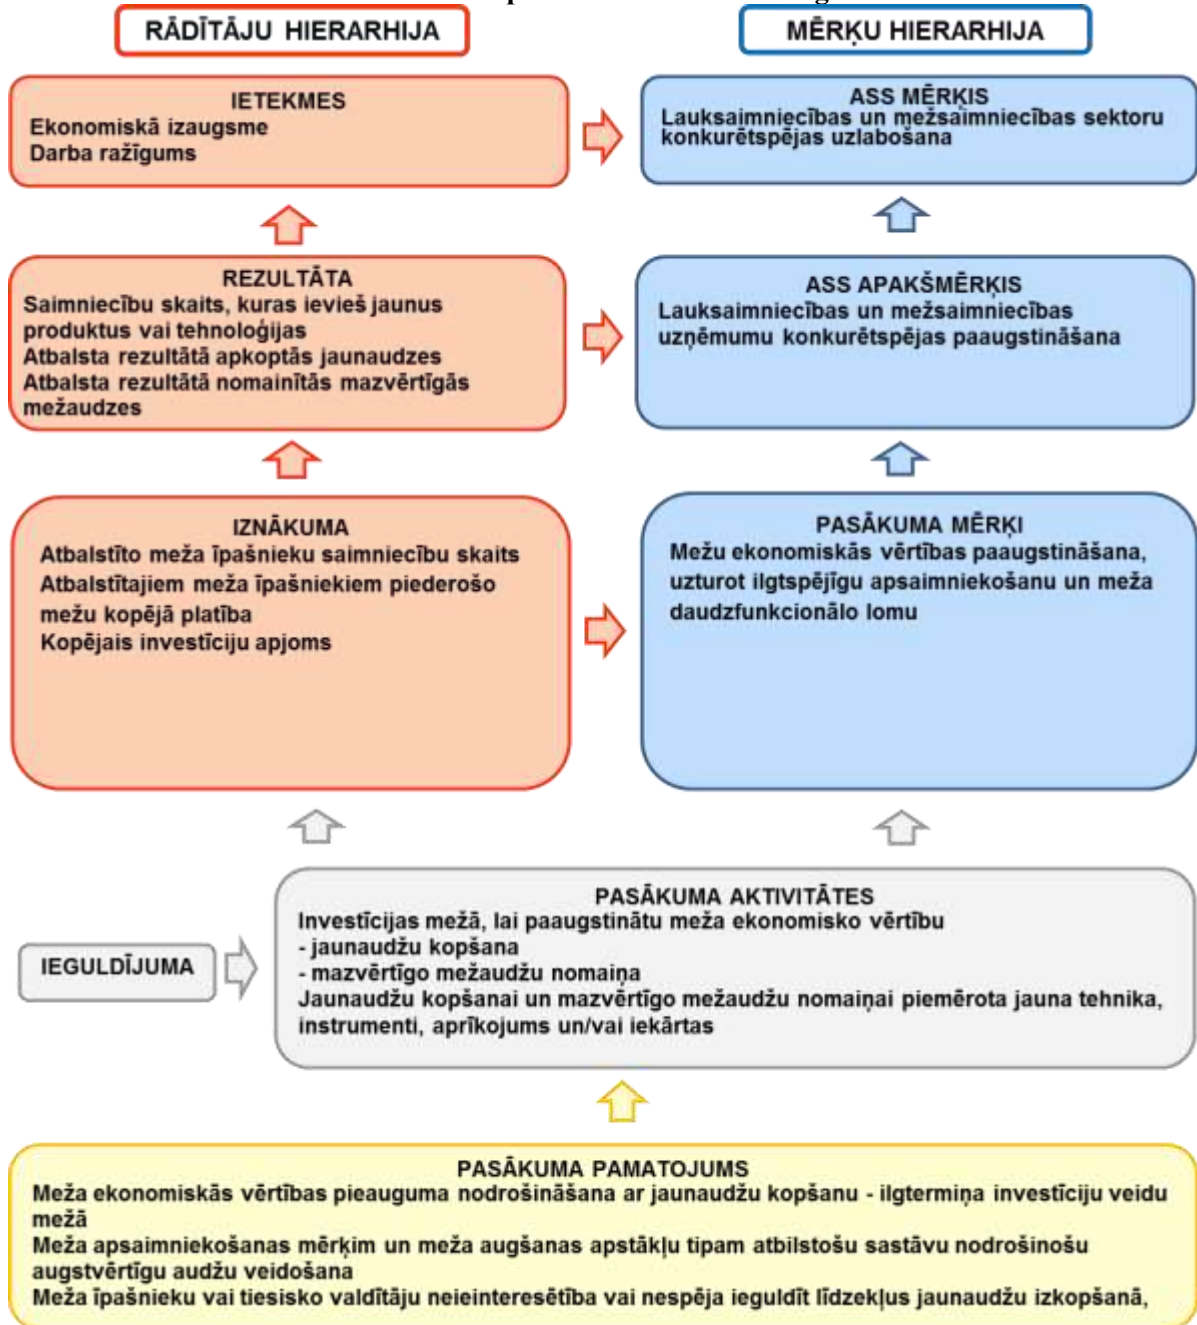 RĀDĪTĀJU HIERARHIJA
MĒRĶU HIERARHIJA
IETEKMES
Ekonomiskā izaugsme
Darba ražīgums
ASS MĒRĶIS
Lauksaimniecības un mežsaimniecības sektoru
konkurētspējas uzlabošana
REZULTĀTA
Saimniecību skaits, kuras ievieš jaunus
produktus vai tehnoloģijas
Atbalsta rezultātā apkoptās jaunaudzes
Atbalsta rezultātā nomainītās mazvērtīgās
mežaudzes
ASS APAKŠMĒRĶIS
Lauksaimniecības un mežsaimniecības
uzņēmumu konkurētspējas paaugstināšana
IZNĀKUMA
Atbalstīto meža īpašnieku saimniecību skaits
Atbalstītajiem meža īpašniekiem piederošo
mežu kopējā platība
Kopējais investīciju apjoms
PASĀKUMA MĒRĶI
Mežu ekonomiskās vērtības paaugstināšana,
uzturot ilgtspējīgu apsaimniekošanu un meža
daudzfunkcionālo lomu
IEGULDĪJUMA
PASĀKUMA AKTIVITĀTES
Investīcijas mežā, lai paaugstinātu meža ekonomisko vērtību
- jaunaudžu kopšana
- mazvērtīgo mežaudžu nomaiņa
Jaunaudžu kopšanai un mazvērtīgo mežaudžu nomaiņai piemērota jauna tehnika,
instrumenti, aprīkojums un/vai iekārtas
PASĀKUMA PAMATOJUMS
Meža ekonomiskās vērtības pieauguma nodrošināšana ar jaunaudžu kopšanu - ilgtermiņa investīciju veidu
mežā
Meža apsaimniekošanas mērķim un meža augšanas apstākļu tipam atbilstošu sastāvu nodrošinošu
augstvērtīgu audžu veidošana
Meža īpašnieku vai tiesisko valdītāju neieinteresētība vai nespēja ieguldīt līdzekļus jaunaudžu izkopšanā,